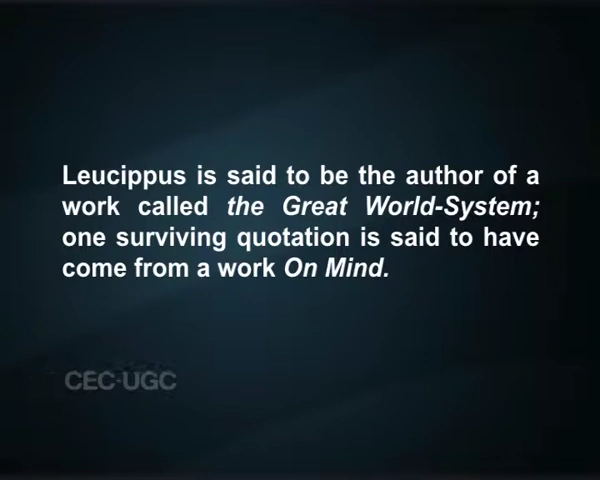 Leucippus is said to be the author of a
work called the Great World-System;
one surviving quotation is said to have
come from a work On Mind.
CEC-UGC